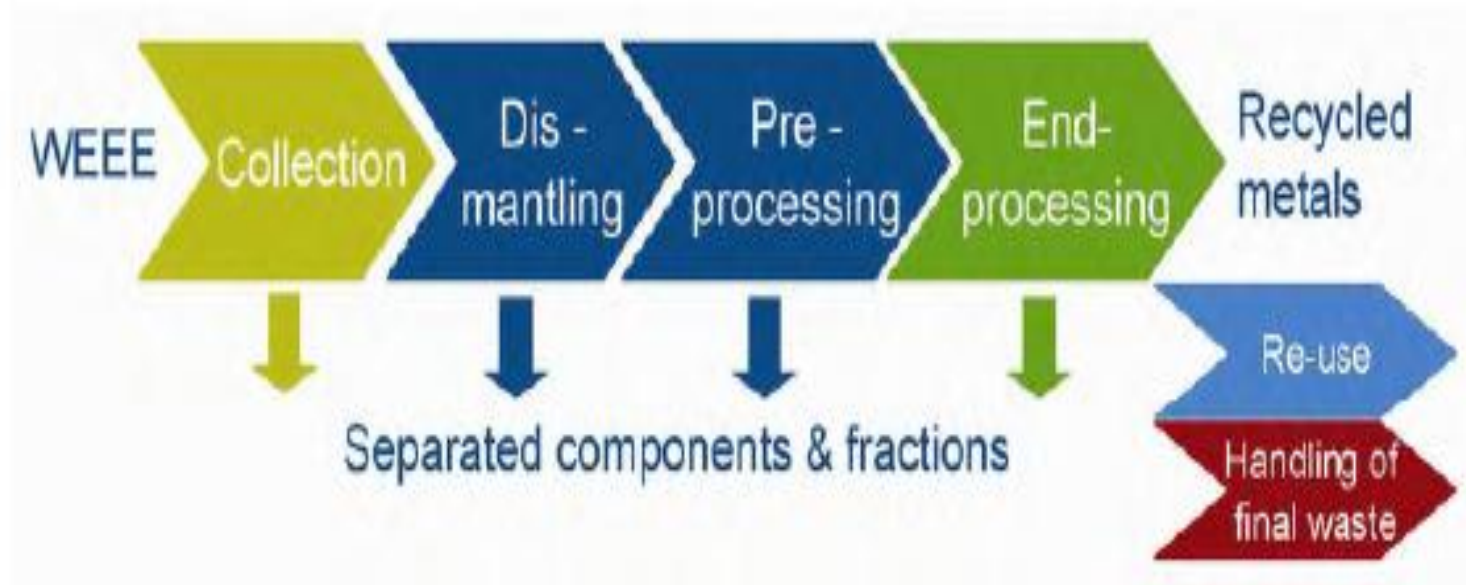 WEEE
Collection
Dis -
mantling
Pre -
processing
End-
processing
Recycled
metals
Re-use
Handling of
final waste
Separated components & fractions